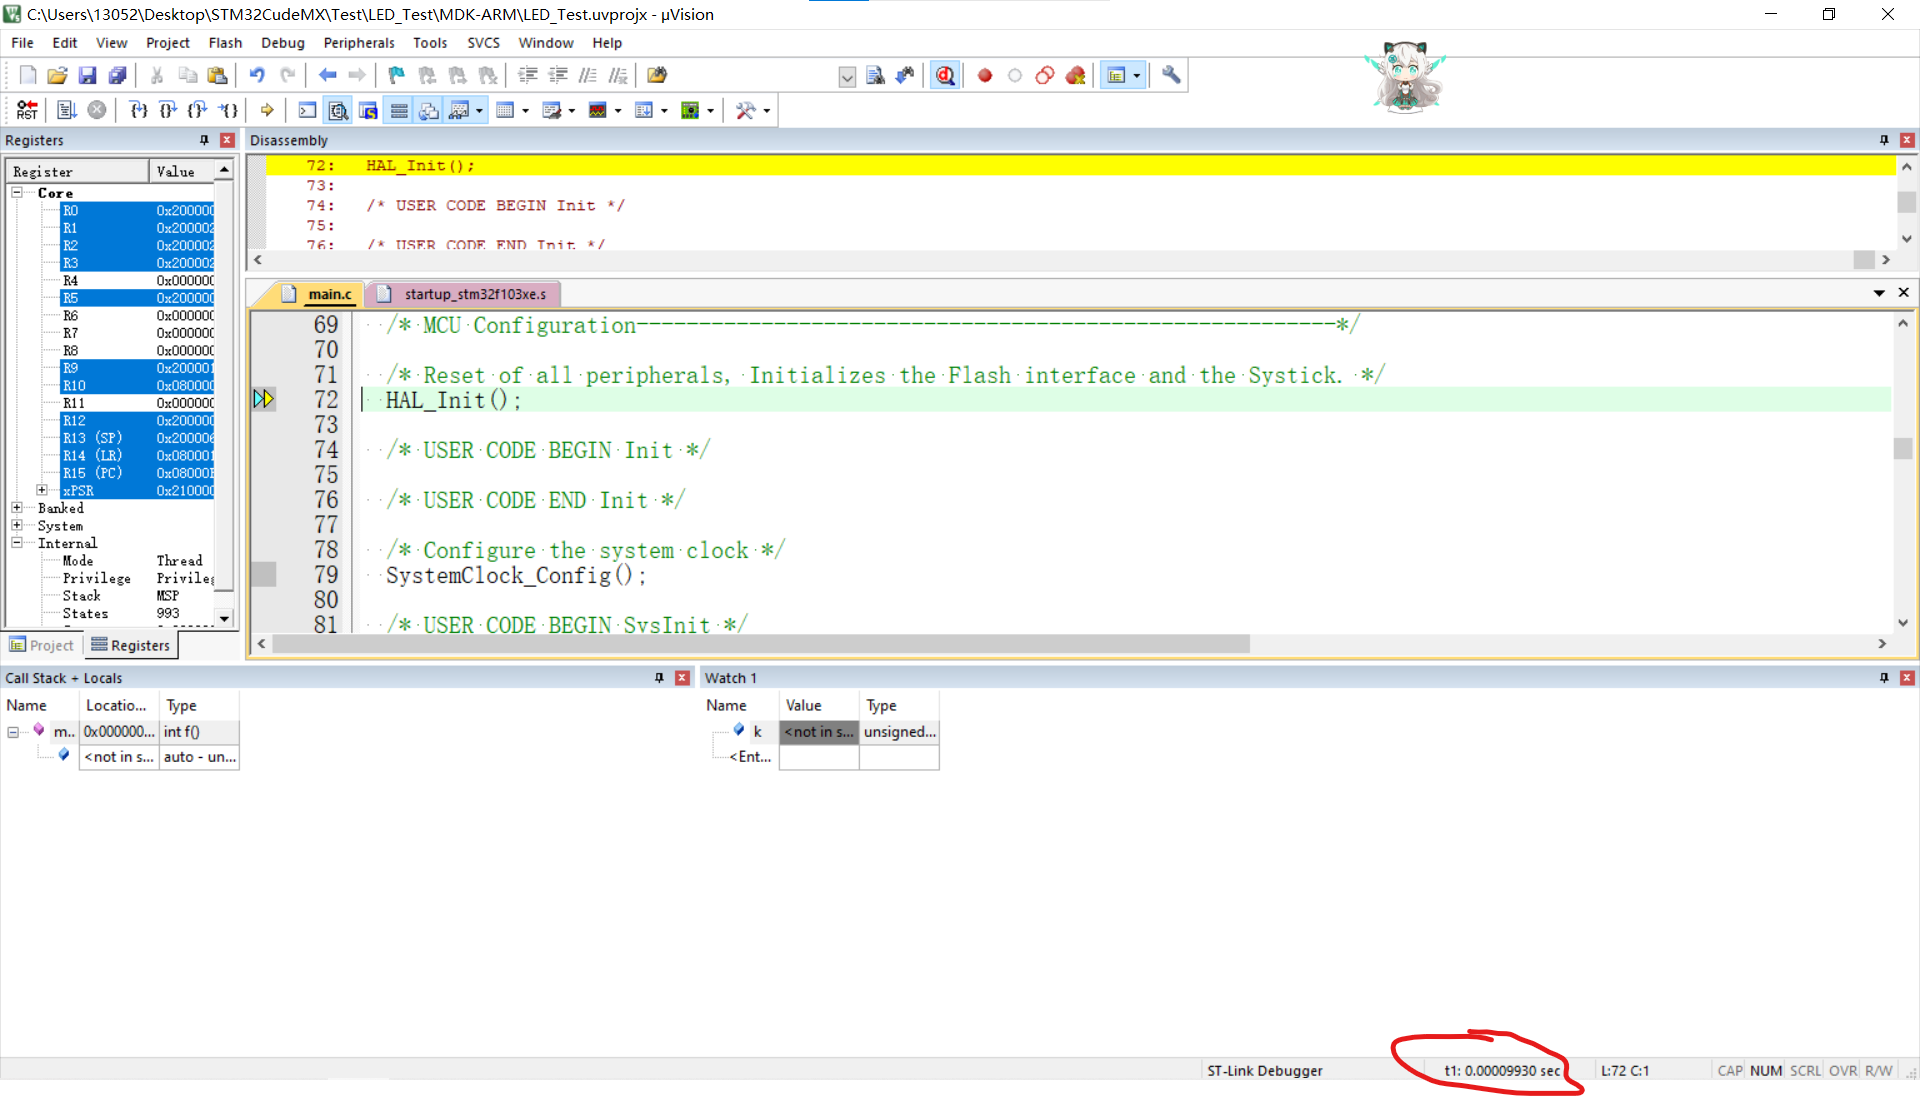 C:\Users\13052\Desktop\STM32CudeMX\Test\LED_Test\MDK-ARM\LED_Test.uvprojx - µVision
File Edit View Project Flash Debug Peripherals Tools SVCS Window Help
RST
Registers
Register Value
Core
R0 0x200000
R1 0x200002
R2 0x200002
R3 0x200002
R4 0x000000
R5 0x200000
R6 0x000000
R7 0x000000
R8 0x000000
R9 0x200001
R10 0x080000
R11 0x000000
R12 0x200000
R13 (SP) 0x200006
R14 (LR) 0x080001
R15 (PC) 0x08000
xPSR 0x210000
Banked
System
Internal
Mode Thread
Privilege Privileg
Stack MSP
States 993
Project Registers
Disassembly
72: HAL_Init();
73:
74: /* USER CODE BEGIN Init */
75:
76: /* USER CODE END Init */
main.c startup_stm32f103xe.s
69 /* MCU Configuration--------------------------------------------------------*/
70
71 /* Reset of all peripherals, Initializes the Flash interface and the Systick. */
72 HAL_Init();
73
74 /* USER CODE BEGIN Init */
75
76 /* USER CODE END Init */
77
78 /* Configure the system clock */
79 SystemClock_Config();
80
81 /* USER CODE BEGIN SysInit */
Call Stack + Locals
Name Locatio... Type
m.. 0x000000... int f()
<not in s... auto - un...
Watch 1
Name Value Type
k <not in s... unsigned...
<Ent...
ST-Link Debugger t1: 0.00009930 sec L:72 C:1 CAP NUM SCRL OVR R/W